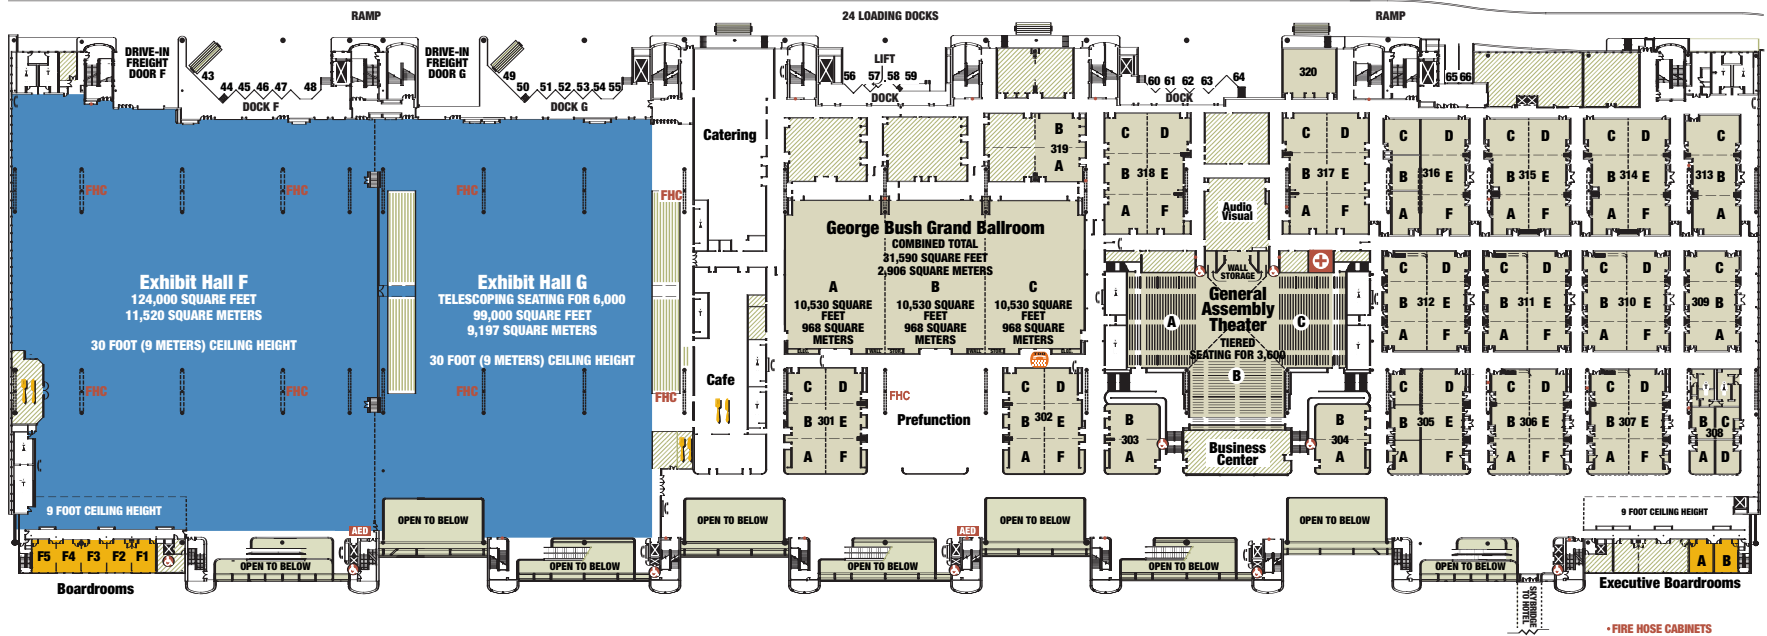 RAMP
24 LOADING DOCKS
RAMP
DRIVE-IN
FREIGHT
DOOR F
43
44 45 46 47 48
DOCK F
DRIVE-IN
FREIGHT
DOOR G
49
50 51 52 53 54 55
DOCK G
LIFT
56 57 58 59
DOCK
60 61 62 63 64
DOCK
320
65 66
Catering
B
319
A
C D
B 318 E
A F
Audio
Visual
C D
B 317 E
A F
C D
B 316 E
A F
C D
B 315 E
A F
C D
B 314 E
A F
C
313 B
A
FHC
FHC
FHC
FHC
Exhibit Hall F
124,000 SQUARE FEET
11,520 SQUARE METERS
30 FOOT (9 METERS) CEILING HEIGHT
Exhibit Hall G
TELESCOPING SEATING FOR 6,000
99,000 SQUARE FEET
9,197 SQUARE METERS
30 FOOT (9 METERS) CEILING HEIGHT
George Bush Grand Ballroom
COMBINED TOTAL
31,590 SQUARE FEET
2,906 SQUARE METERS
A
10,530 SQUARE
FEET
968 SQUARE
METERS
B
10,530 SQUARE
FEET
968 SQUARE
METERS
C
10,530 SQUARE
FEET
968 SQUARE
METERS
ELEC.
WALL STOR.
WALL STOR.
ELEC.
WALL
STORAGE
General
Assembly
Theater
TIERED
SEATING FOR 3,600
A
C
B
C D
B 312 E
A F
C D
B 311 E
A F
C D
B 310 E
A F
C
309 B
A
FHC
FHC
FHC
FHC
Cafe
C D
B 301 E
A F
FHC
Prefunction
C D
B 302 E
A F
B
303
A
Business
Center
B
304
A
C D
B 305 E
A F
C D
B 306 E
A F
C D
B 307 E
A F
B C
308
A D
9 FOOT CEILING HEIGHT
9 FOOT CEILING HEIGHT
AED
AED
OPEN TO BELOW
OPEN TO BELOW
OPEN TO BELOW
OPEN TO BELOW
F5 F4 F3 F2 F1
OPEN TO BELOW
OPEN TO BELOW
OPEN TO BELOW
OPEN TO BELOW
OPEN TO BELOW
A B
Boardrooms
Executive Boardrooms
SKYBRIDGE
TO HOTEL
• FIRE HOSE CABINETS